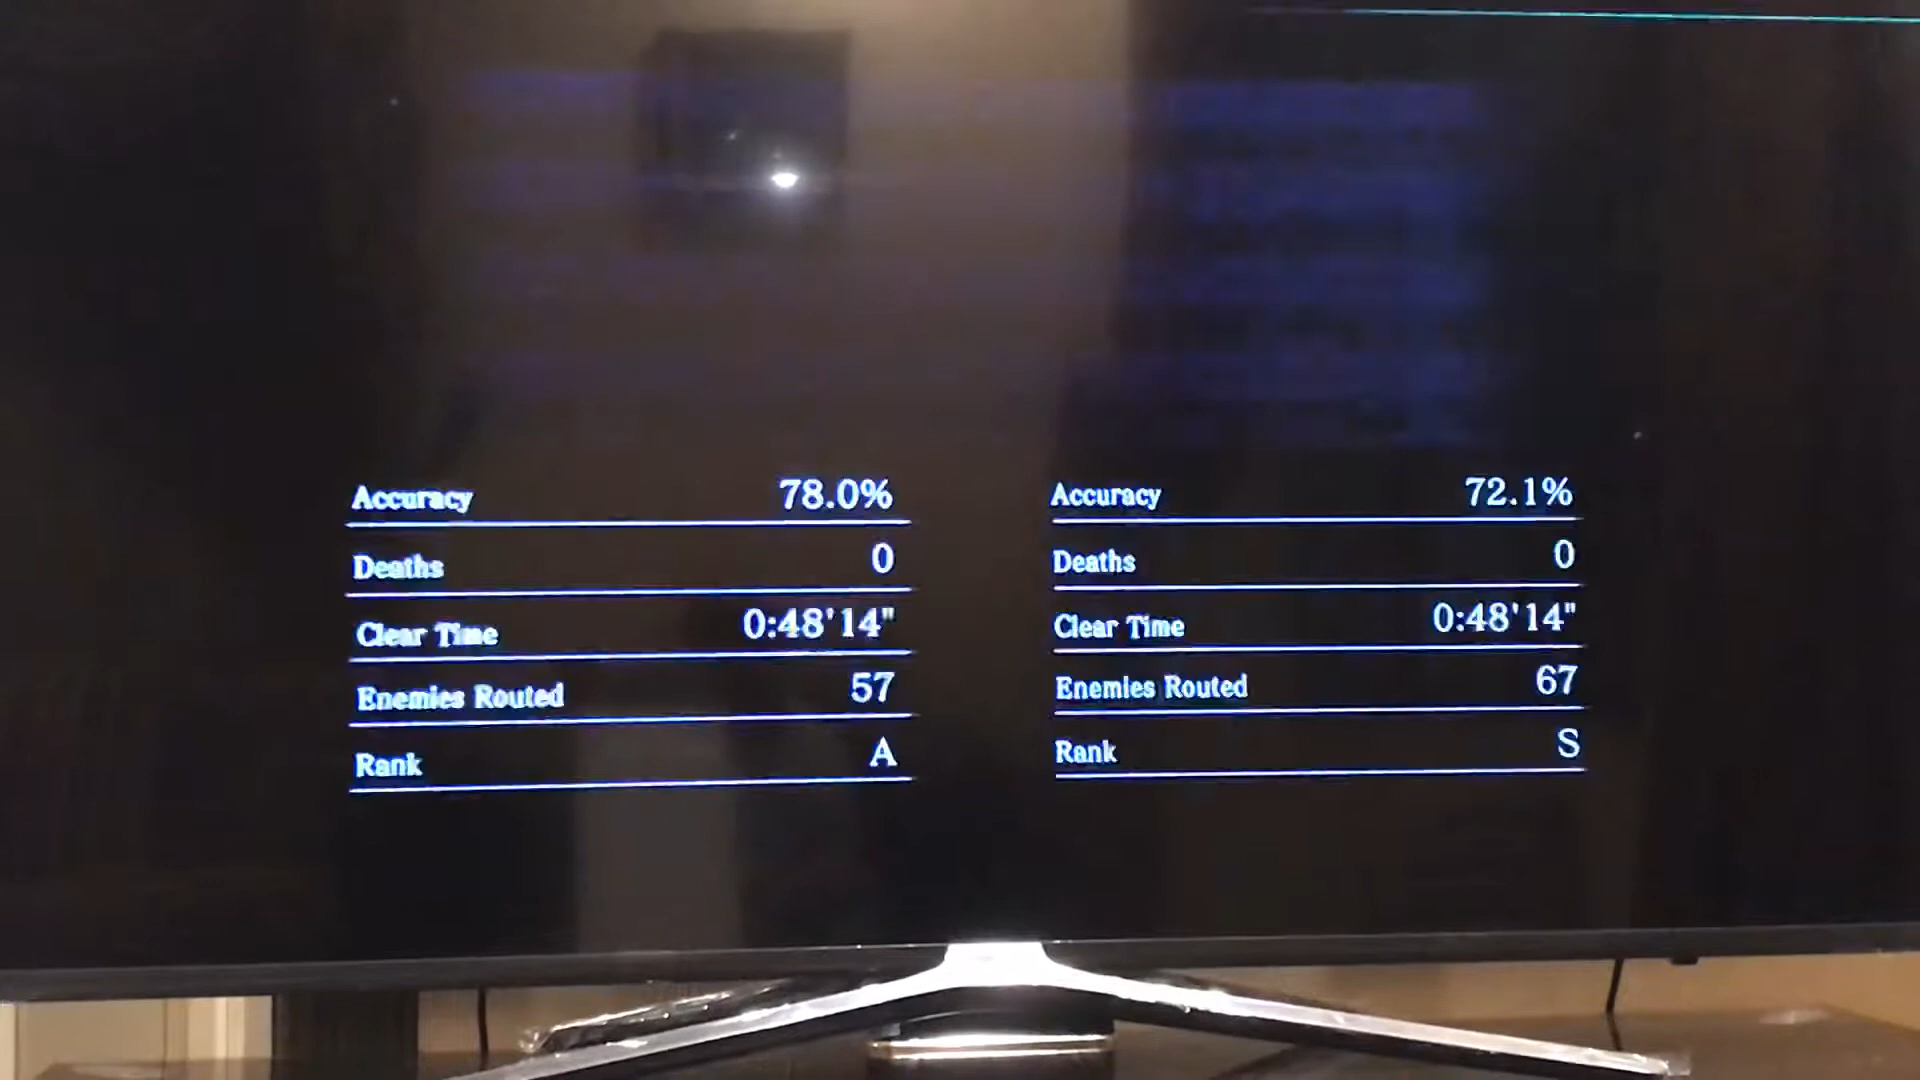 Accuracy 78.0%
Deaths 0
Clear Time 0:48'14"
Enemies Routed 57
Rank A
Accuracy 72.1%
Deaths 0
Clear Time 0:48'14"
Enemies Routed 67
Rank S